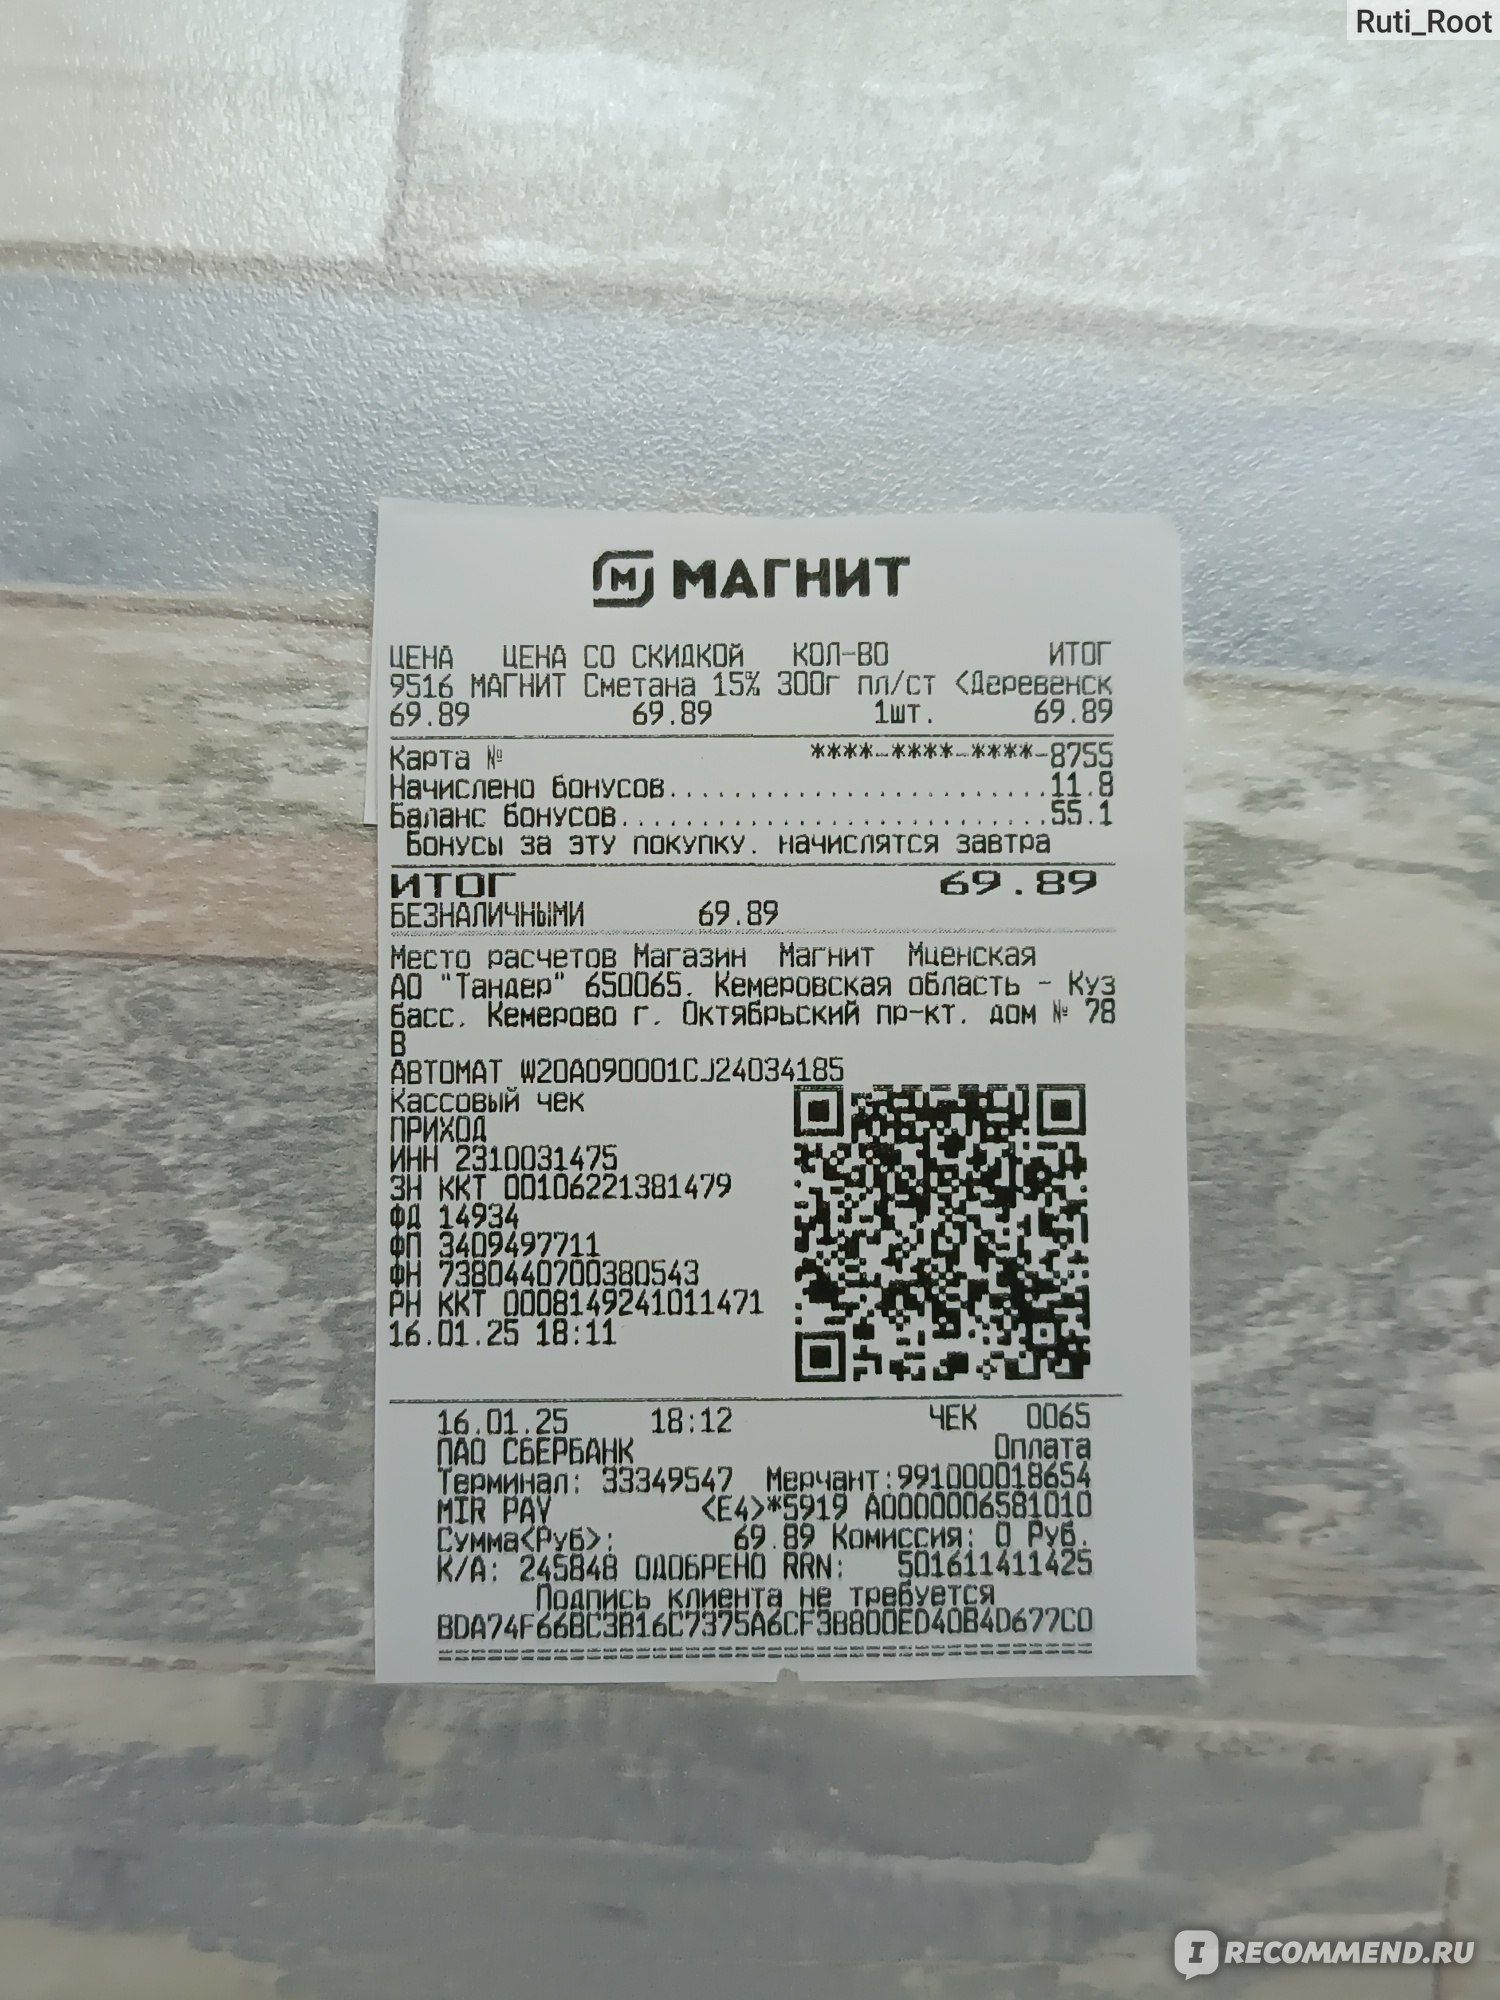 Ruti_Root
М МАГНИТ
ЦЕНА ЦЕНА СО СКИДКОЙ КОЛ-ВО ИТОГ
9516 МАГНИТ Сметана 15% 300г пл/ст <Деревенск
69.89 69.89 1шт. 69.89
Карта № ****-****-****-8755
Начислено бонусов........................11.8
Баланс бонусов...........................55.1
Бонусы за эту покупку. начислятся завтра
ИТОГ 69.89
БЕЗНАЛИЧНЫМИ 69.89
Место расчетов Магазин Магнит Мценская
АО "Тандер" 650065, Кемеровская область - Куз
басс, Кемерово г, Октябрьский пр-кт, дом № 78
В
АВТОМАТ W20A090001CJ24034185
Кассовый чек
ПРИХОД
ИНН 2310031475
ЗН ККТ 00106221381479
ФД 14934
ФП 3409497711
ФН 7380440700380543
РН ККТ 0008149241011471
16.01.25 18:11
16.01.25 18:12 ЧЕК 0065
ПАО СБЕРБАНК Оплата
Терминал: 33349547 Мерчант:991000018654
MIR PAY <E4>*5919 A0000006581010
Сумма<Руб>: 69.89 Комиссия: 0 Руб.
К/А: 245848 ОДОБРЕНО RRN: 501611411425
Подпись клиента не требуется
BDA74F66BC3B16C7375A6CF3B800ED40B4D677C0
========================================
I RECOMMEND.RU